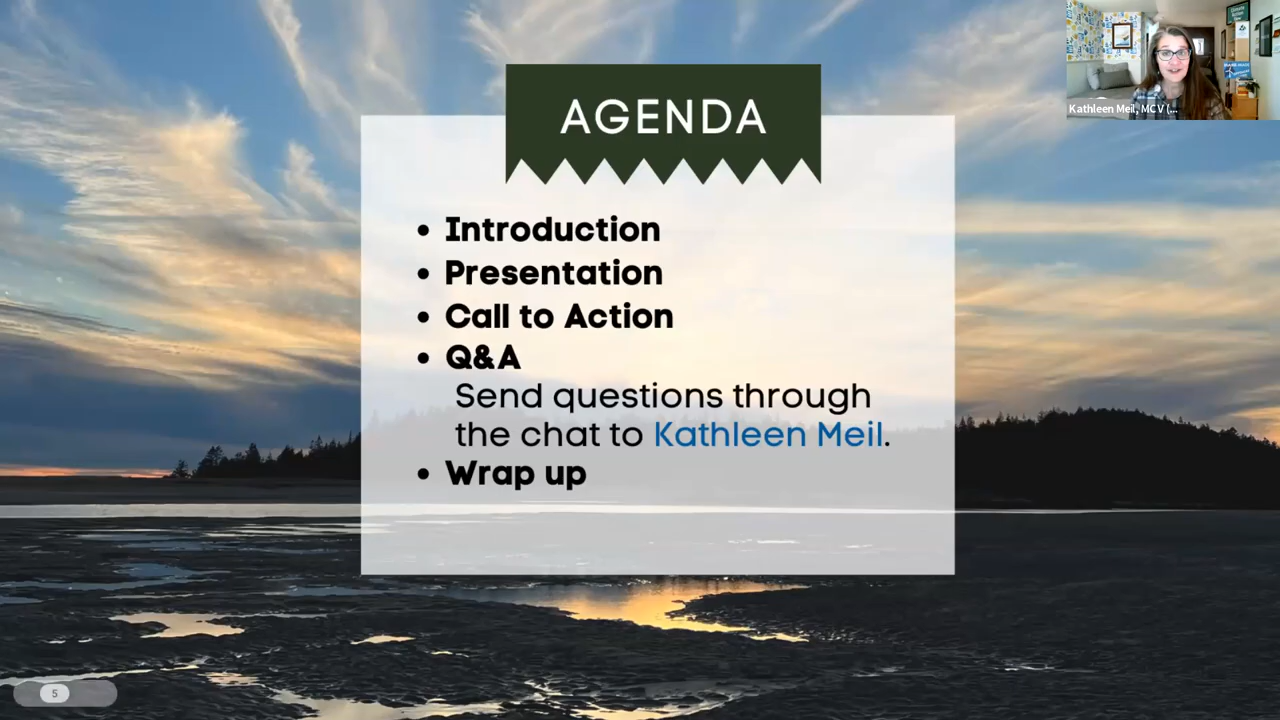 AGENDA
Kathleen Meil, MCV (...
• Introduction
• Presentation
• Call to Action
• Q&A
Send questions through
the chat to Kathleen Meil.
• Wrap up
5